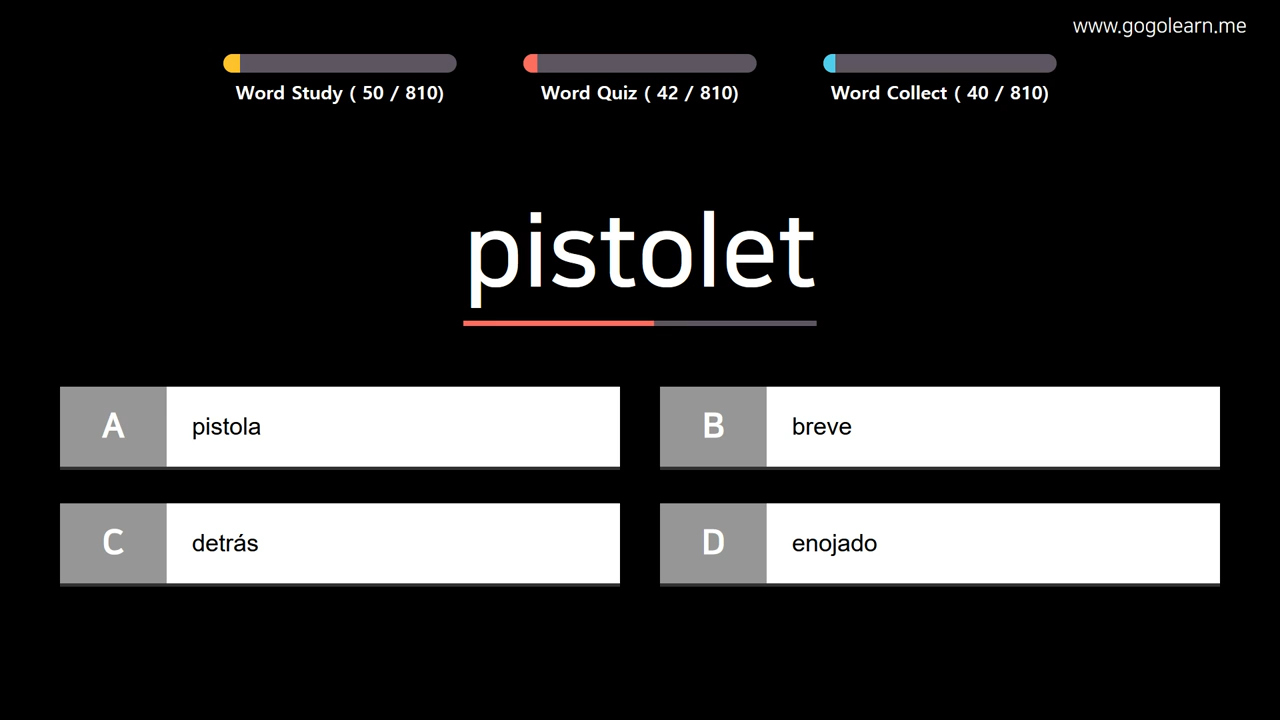 www.gogolearn.me
Word Study ( 50 / 810)
Word Quiz ( 42 / 810)
Word Collect ( 40 / 810)
pistolet
A pistola
B breve
C detrás
D enojado